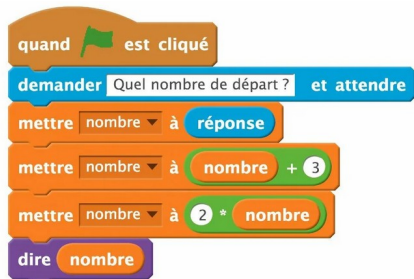 quand est cliqué
demander Quel nombre de départ ? et attendre
mettre nombre à réponse
mettre nombre à nombre + 3
mettre nombre à 2 * nombre
dire nombre